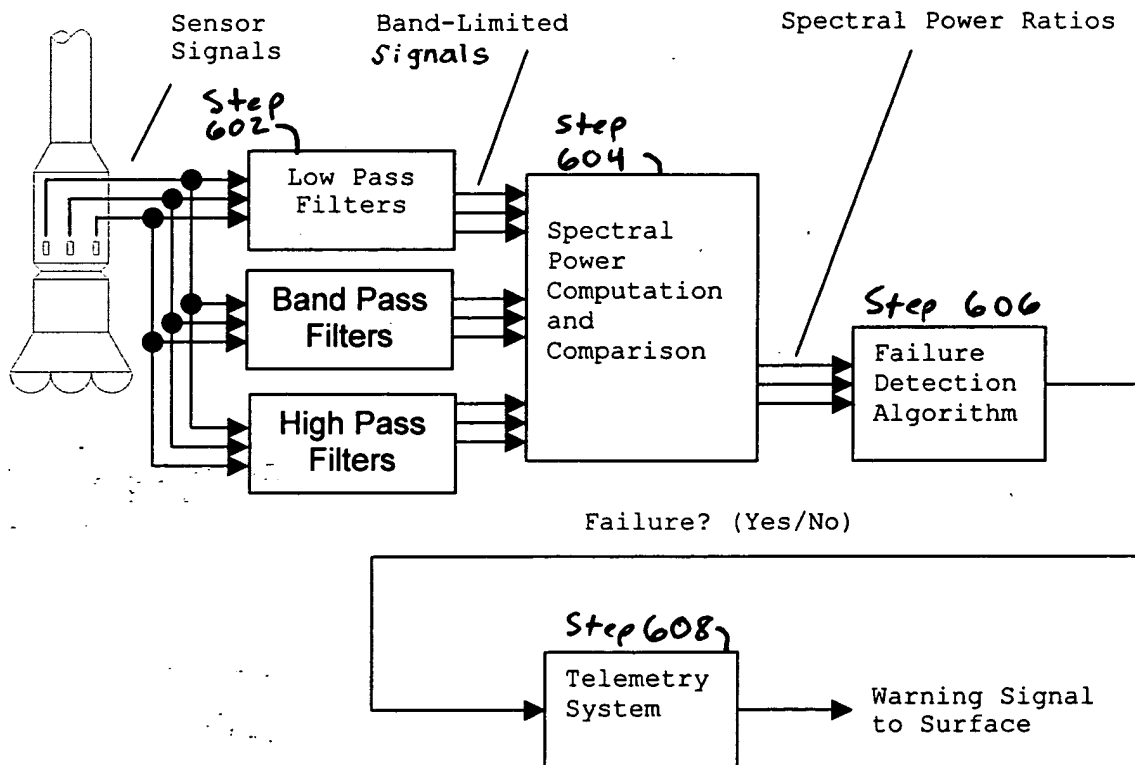 Sensor
Signals
Band-Limited
Signals
Spectral Power Ratios
Step
602
Low Pass
Filters
Step
604
Spectral
Power
Computation
and
Comparison
Band Pass
Filters
High Pass
Filters
Step 606
Failure
Detection
Algorithm
Failure? (Yes/No)
Step 608
Telemetry
System
Warning Signal
to Surface